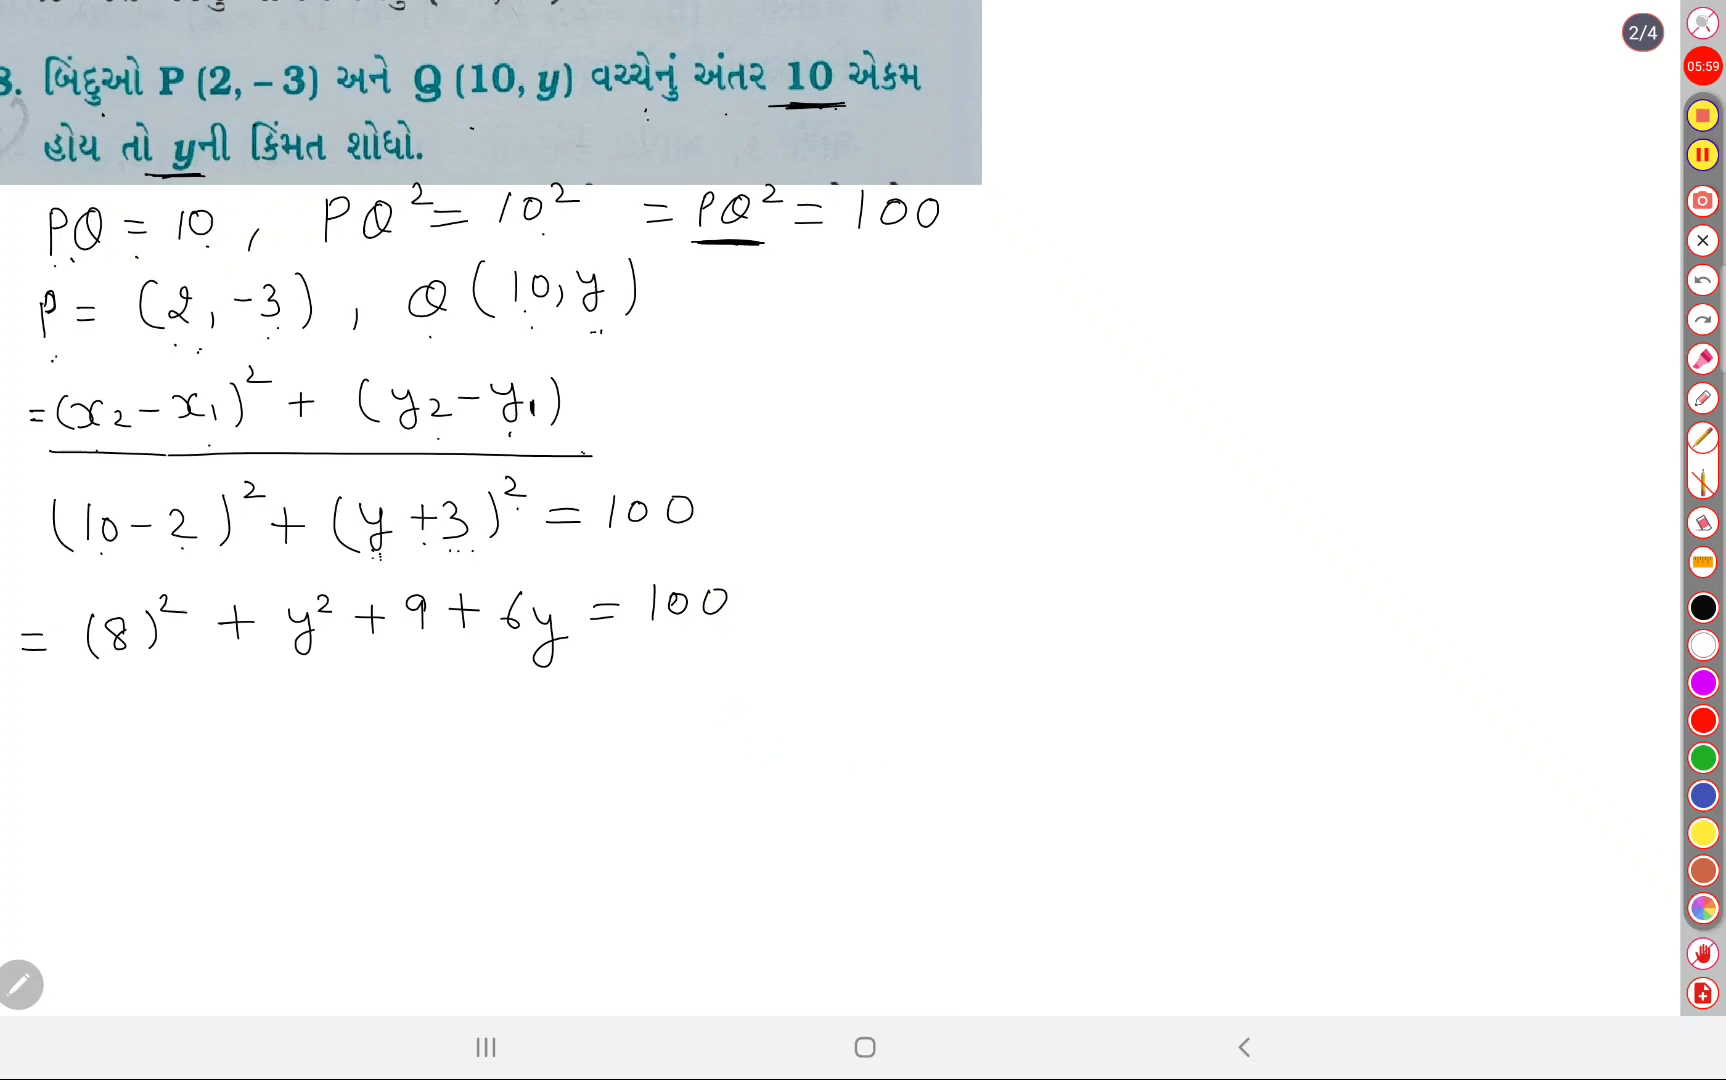 2/4
05:59
3. બિંદુઓ P (2, – 3) અને Q (10, y) વચ્ચેનું અંતર 10 એકમ
હોય તો yની કિંમત શોધો.
PQ = 10 , PQ² = 10² = PQ² = 100
P = (2, -3) , Q (10, y)
= (x₂ - x₁)² + (y₂ - y₁)
(10 - 2)² + (y + 3)² = 100
= (8)² + y² + 9 + 6y = 100